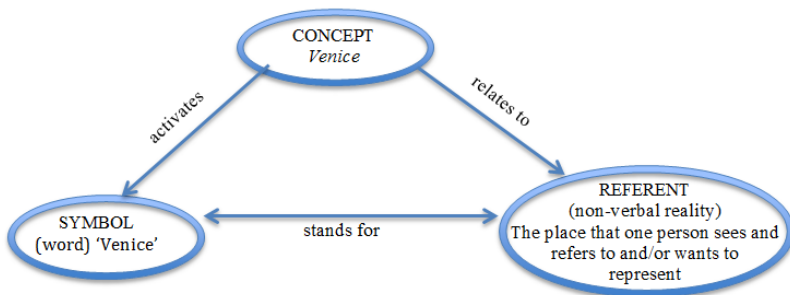 CONCEPT
Venice
activates
relates to
SYMBOL
(word) ‘Venice’
stands for
REFERENT
(non-verbal reality)
The place that one person sees and
refers to and/or wants to
represent